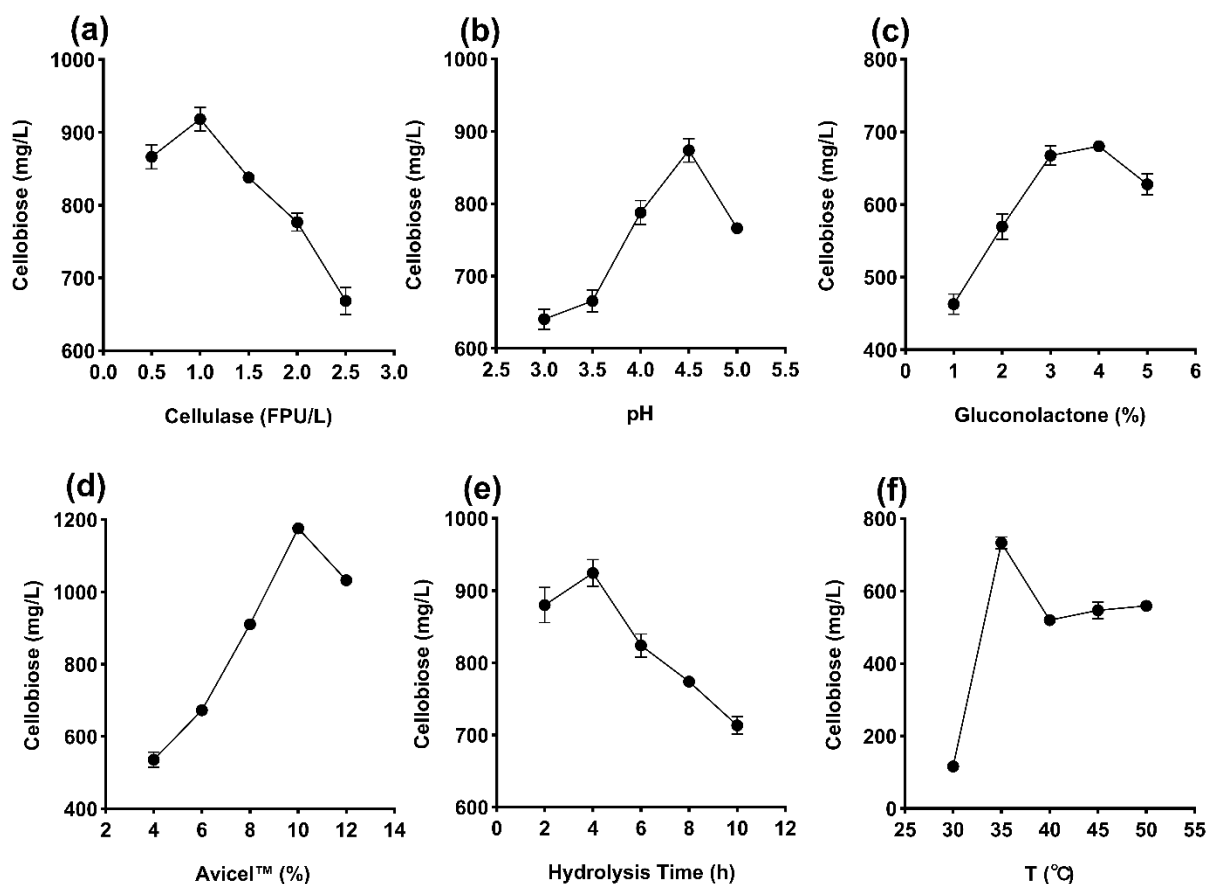 (a)
1000
900
800
700
600
Cellobiose (mg/L)
0.0 0.5 1.0 1.5 2.0 2.5 3.0
Cellulase (FPU/L)
(b)
1000
900
800
700
600
Cellobiose (mg/L)
2.5 3.0 3.5 4.0 4.5 5.0 5.5
pH
(c)
800
700
600
500
400
Cellobiose (mg/L)
0 1 2 3 4 5 6
Gluconolactone (%)
(d)
1200
1000
800
600
400
Cellobiose (mg/L)
2 4 6 8 10 12 14
Avicel™ (%)
(e)
1000
900
800
700
600
Cellobiose (mg/L)
0 2 4 6 8 10 12
Hydrolysis Time (h)
(f)
800
600
400
200
0
Cellobiose (mg/L)
25 30 35 40 45 50 55
T (℃)